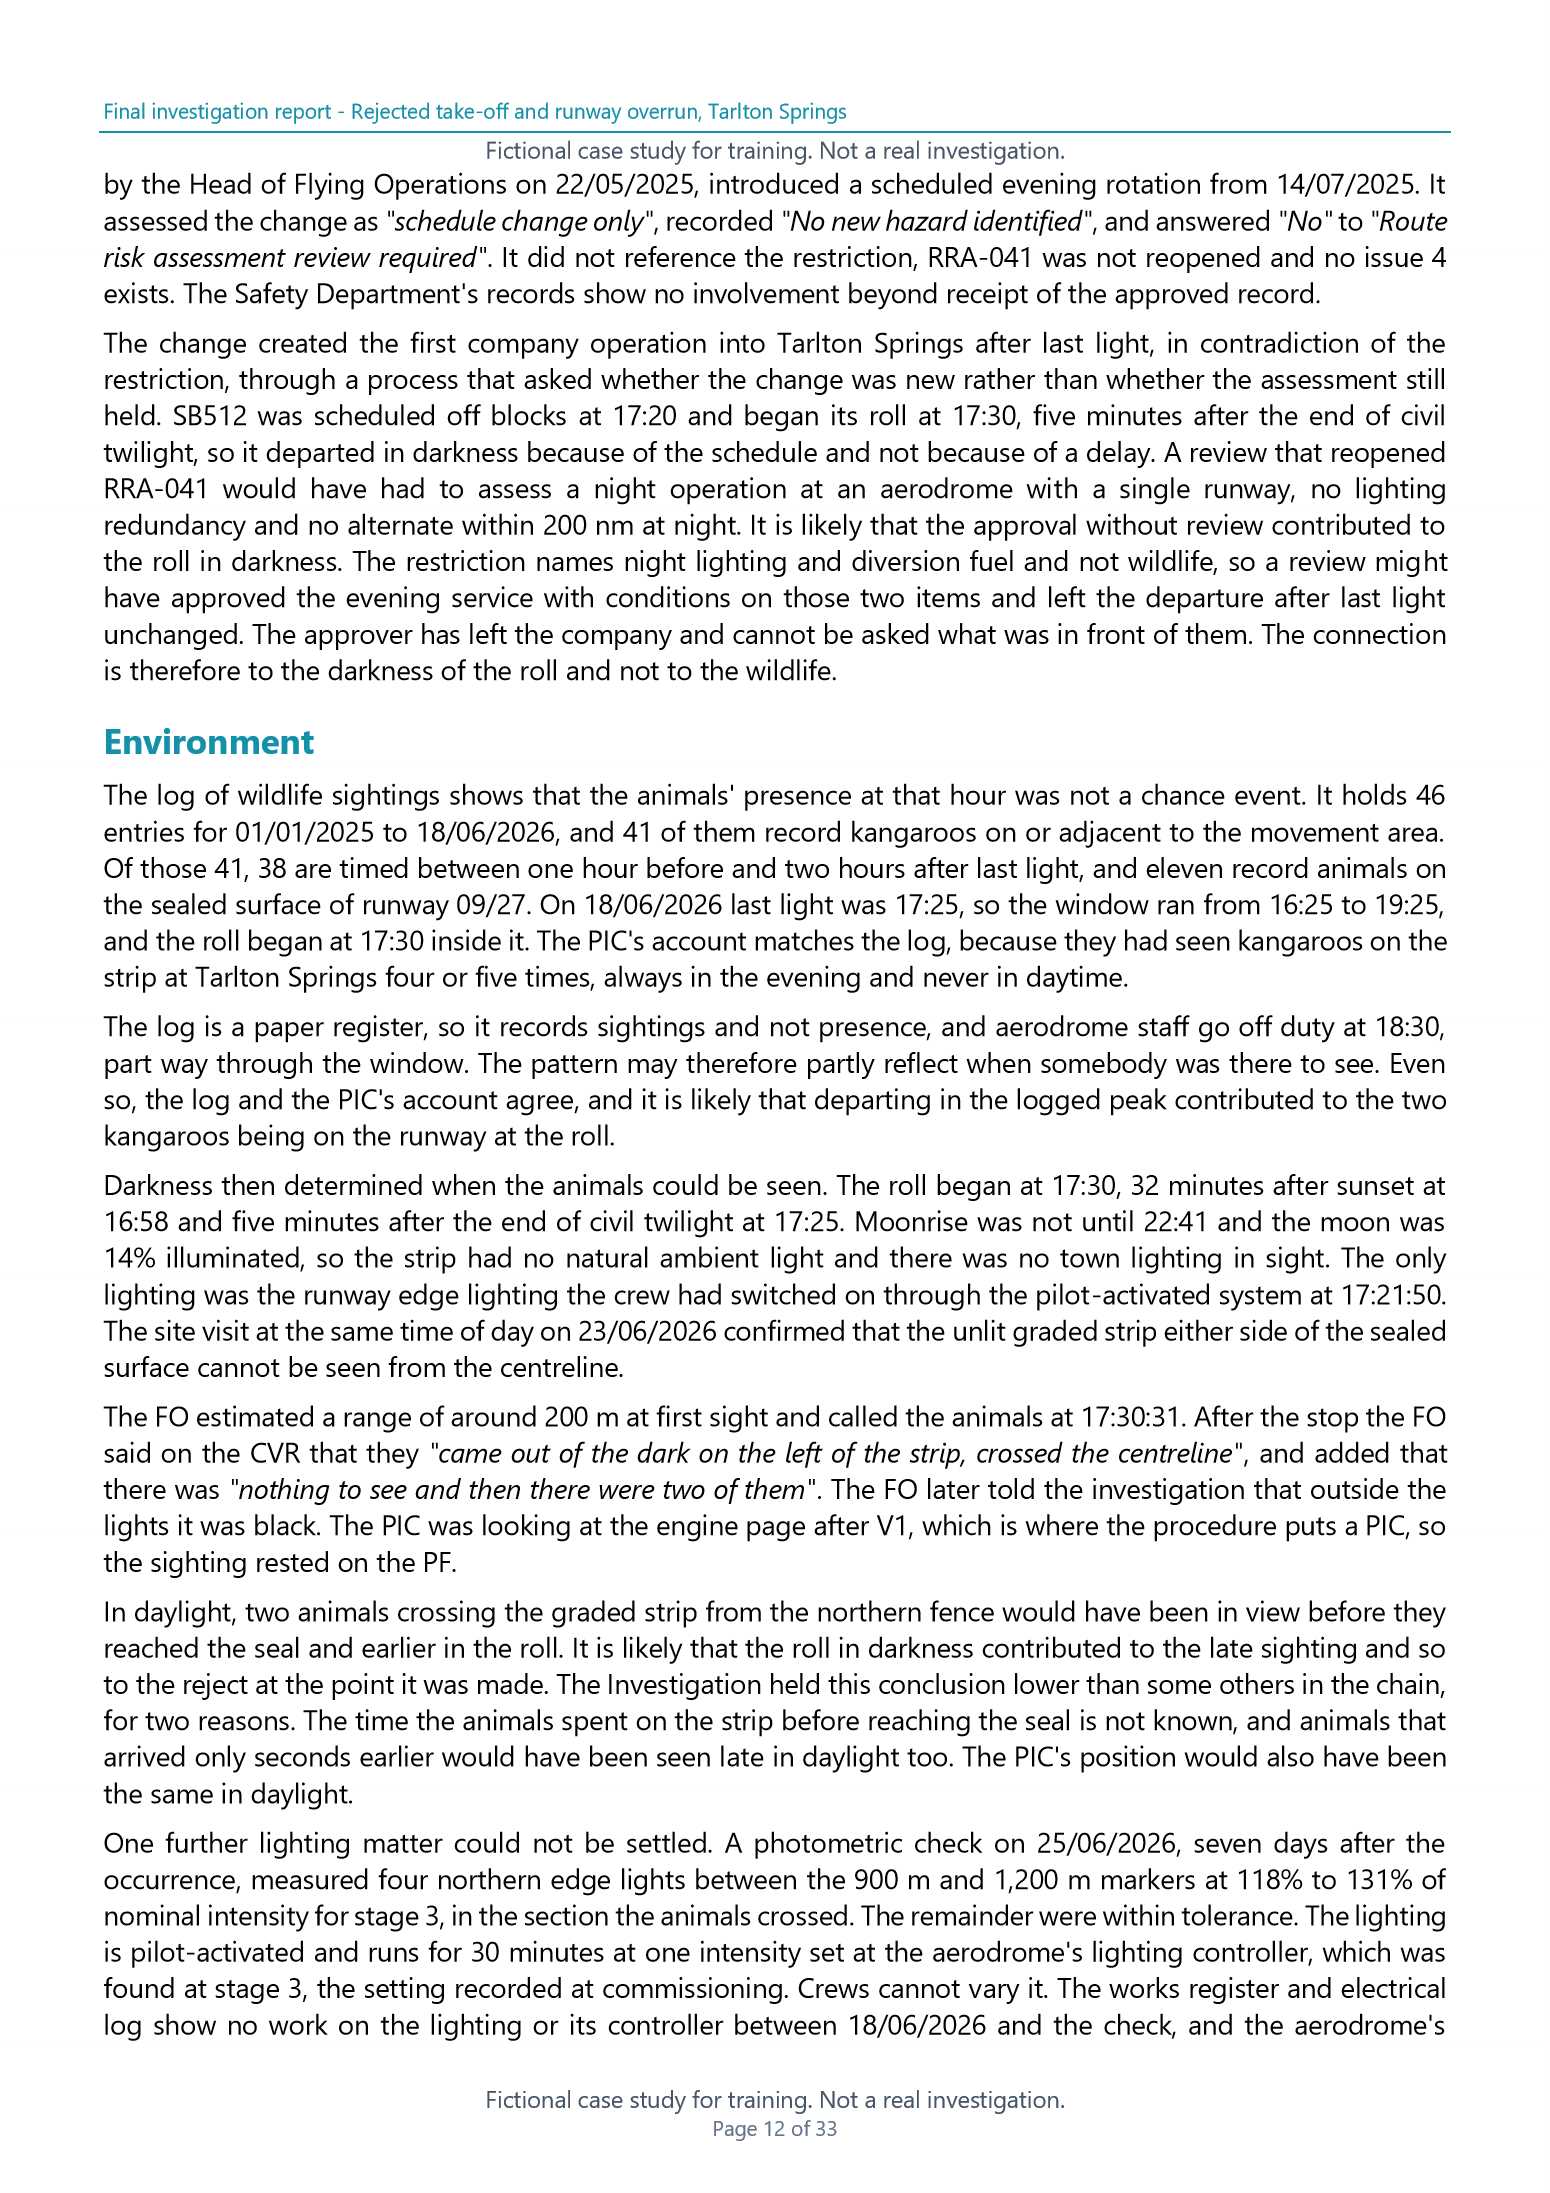 Final investigation report - Rejected take-off and runway overrun, Tarlton Springs
Fictional case study for training. Not a real investigation.
by the Head of Flying Operations on 22/05/2025, introduced a scheduled evening rotation from 14/07/2025. It
assessed the change as "schedule change only", recorded "No new hazard identified", and answered "No" to "Route
risk assessment review required". It did not reference the restriction, RRA-041 was not reopened and no issue 4
exists. The Safety Department's records show no involvement beyond receipt of the approved record.
The change created the first company operation into Tarlton Springs after last light, in contradiction of the
restriction, through a process that asked whether the change was new rather than whether the assessment still
held. SB512 was scheduled off blocks at 17:20 and began its roll at 17:30, five minutes after the end of civil
twilight, so it departed in darkness because of the schedule and not because of a delay. A review that reopened
RRA-041 would have had to assess a night operation at an aerodrome with a single runway, no lighting
redundancy and no alternate within 200 nm at night. It is likely that the approval without review contributed to
the roll in darkness. The restriction names night lighting and diversion fuel and not wildlife, so a review might
have approved the evening service with conditions on those two items and left the departure after last light
unchanged. The approver has left the company and cannot be asked what was in front of them. The connection
is therefore to the darkness of the roll and not to the wildlife.
Environment
The log of wildlife sightings shows that the animals' presence at that hour was not a chance event. It holds 46
entries for 01/01/2025 to 18/06/2026, and 41 of them record kangaroos on or adjacent to the movement area.
Of those 41, 38 are timed between one hour before and two hours after last light, and eleven record animals on
the sealed surface of runway 09/27. On 18/06/2026 last light was 17:25, so the window ran from 16:25 to 19:25,
and the roll began at 17:30 inside it. The PIC's account matches the log, because they had seen kangaroos on the
strip at Tarlton Springs four or five times, always in the evening and never in daytime.
The log is a paper register, so it records sightings and not presence, and aerodrome staff go off duty at 18:30,
part way through the window. The pattern may therefore partly reflect when somebody was there to see. Even
so, the log and the PIC's account agree, and it is likely that departing in the logged peak contributed to the two
kangaroos being on the runway at the roll.
Darkness then determined when the animals could be seen. The roll began at 17:30, 32 minutes after sunset at
16:58 and five minutes after the end of civil twilight at 17:25. Moonrise was not until 22:41 and the moon was
14% illuminated, so the strip had no natural ambient light and there was no town lighting in sight. The only
lighting was the runway edge lighting the crew had switched on through the pilot-activated system at 17:21:50.
The site visit at the same time of day on 23/06/2026 confirmed that the unlit graded strip either side of the sealed
surface cannot be seen from the centreline.
The FO estimated a range of around 200 m at first sight and called the animals at 17:30:31. After the stop the FO
said on the CVR that they "came out of the dark on the left of the strip, crossed the centreline", and added that
there was "nothing to see and then there were two of them". The FO later told the investigation that outside the
lights it was black. The PIC was looking at the engine page after V1, which is where the procedure puts a PIC, so
the sighting rested on the PF.
In daylight, two animals crossing the graded strip from the northern fence would have been in view before they
reached the seal and earlier in the roll. It is likely that the roll in darkness contributed to the late sighting and so
to the reject at the point it was made. The Investigation held this conclusion lower than some others in the chain,
for two reasons. The time the animals spent on the strip before reaching the seal is not known, and animals that
arrived only seconds earlier would have been seen late in daylight too. The PIC's position would also have been
the same in daylight.
One further lighting matter could not be settled. A photometric check on 25/06/2026, seven days after the
occurrence, measured four northern edge lights between the 900 m and 1,200 m markers at 118% to 131% of
nominal intensity for stage 3, in the section the animals crossed. The remainder were within tolerance. The lighting
is pilot-activated and runs for 30 minutes at one intensity set at the aerodrome's lighting controller, which was
found at stage 3, the setting recorded at commissioning. Crews cannot vary it. The works register and electrical
log show no work on the lighting or its controller between 18/06/2026 and the check, and the aerodrome's
Fictional case study for training. Not a real investigation.
Page 12 of 33